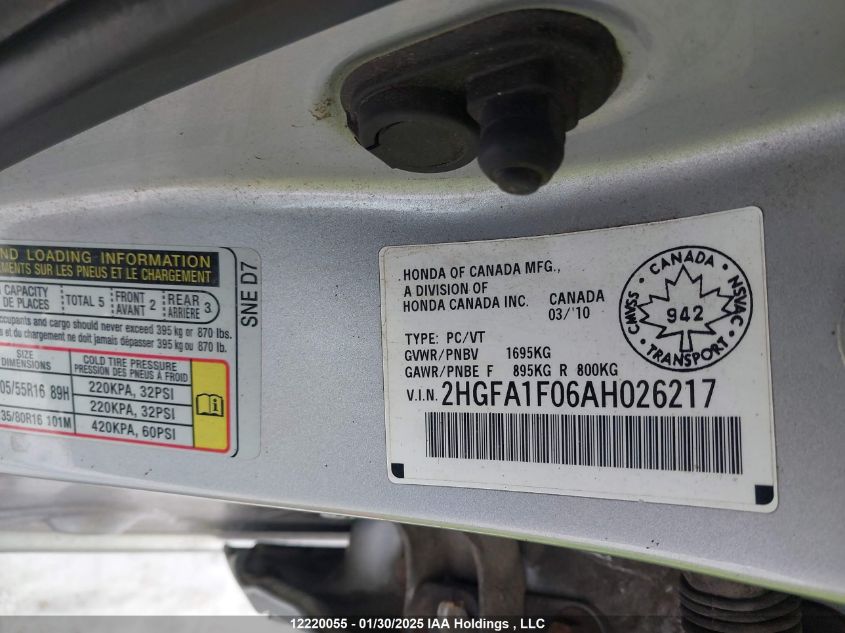 ND LOADING INFORMATION
EMENTS SUR LES PNEUS ET LE CHARGEMENT
CAPACITY
DE PLACES
TOTAL 5
FRONT
AVANT 2
REAR
ARRIÈRE 3
ccupants and cargo should never exceed 395 kg or 870 lbs.
s et du chargement ne doit jamais dépasser 395 kg ou 870 lb.
SIZE
DIMENSIONS
COLD TIRE PRESSURE
PRESSION DES PNEUS À FROID
05/55R16 89H
220KPA, 32PSI
220KPA, 32PSI
35/80R16 101M
420KPA, 60PSI
SNE D7
HONDA OF CANADA MFG.,
A DIVISION OF
HONDA CANADA INC.
CANADA
03/'10
TYPE: PC/VT
GVWR/PNBV 1695KG
GAWR/PNBE F 895KG R 800KG
V.I.N. 2HGFA1F06AH026217
CANADA
CMVSS
942
NSVAC
TRANSPORT
12220055 - 01/30/2025 IAA Holdings , LLC